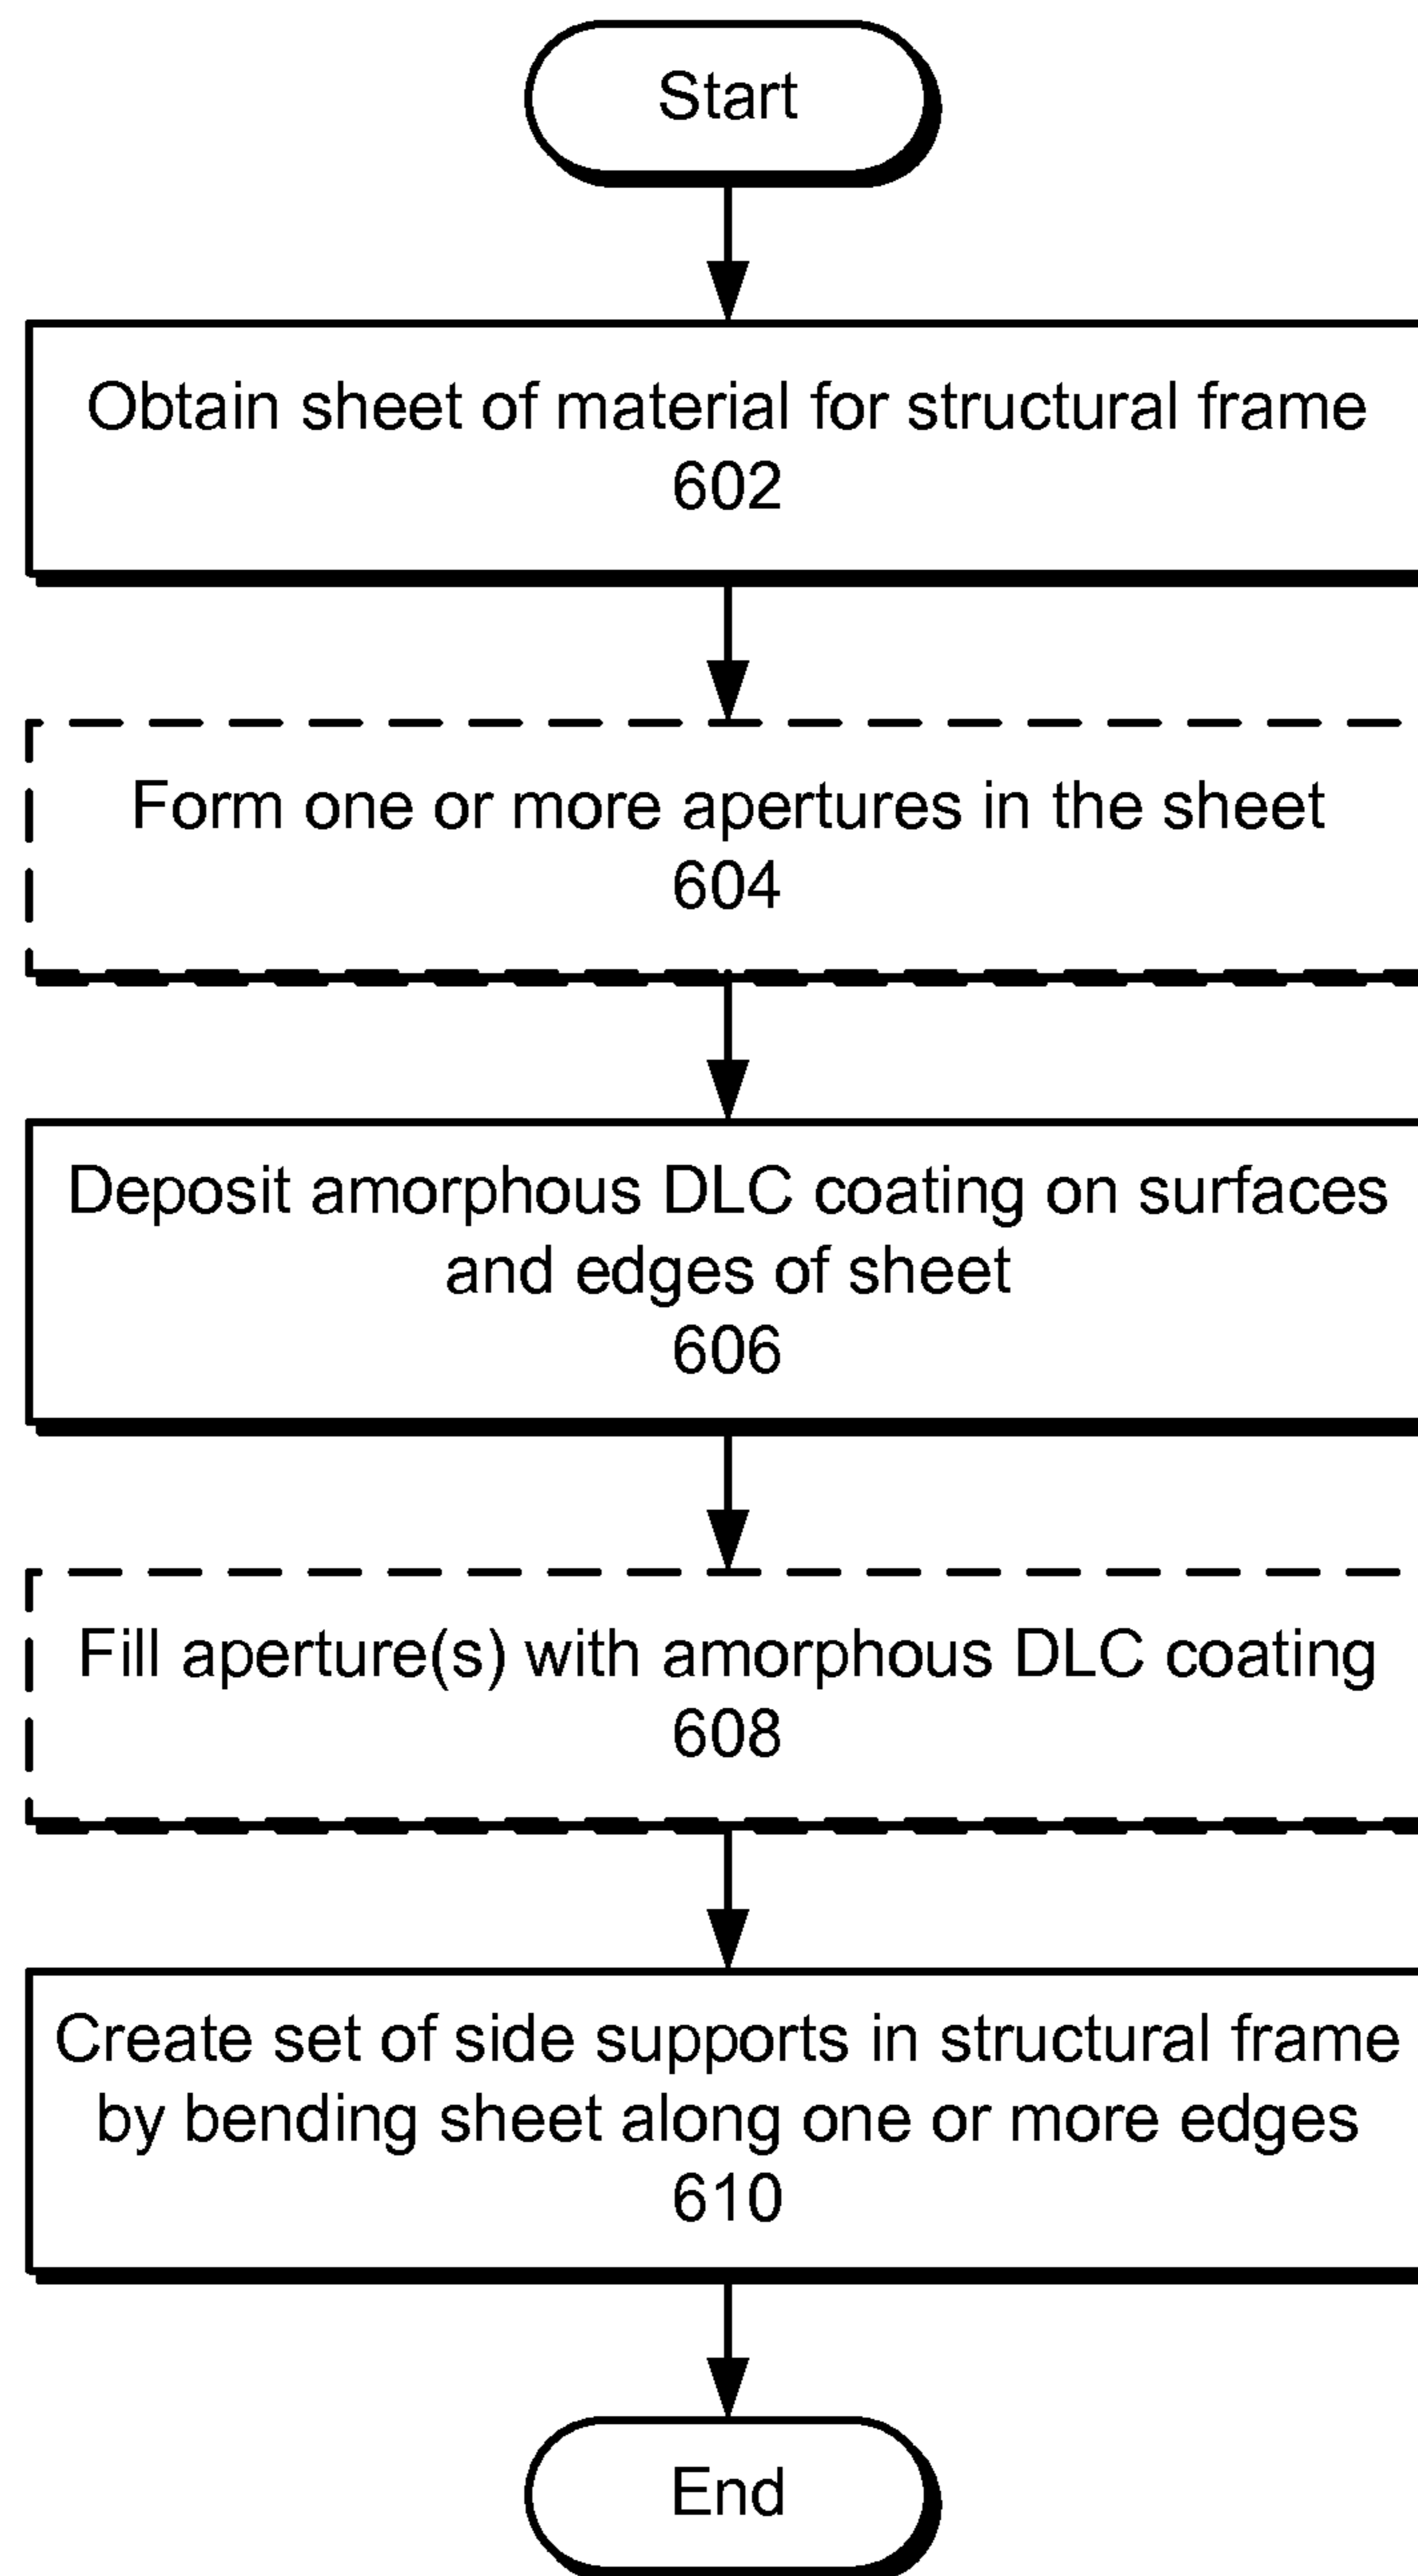 Start
Obtain sheet of material for structural frame
602
Form one or more apertures in the sheet
604
Deposit amorphous DLC coating on surfaces
and edges of sheet
606
Fill aperture(s) with amorphous DLC coating
608
Create set of side supports in structural frame
by bending sheet along one or more edges
610
End